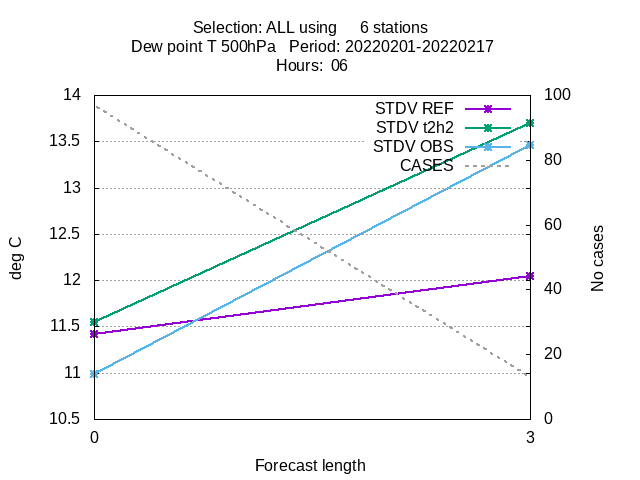 Selection: ALL using     6 stations
Dew point T 500hPa   Period: 20220201-20220217
Hours:  06
14
13.5
13
12.5
12
11.5
11
10.5
100
80
60
40
20
0
STDV REF
STDV t2h2
STDV OBS
CASES
deg C
No cases
0
3
Forecast length